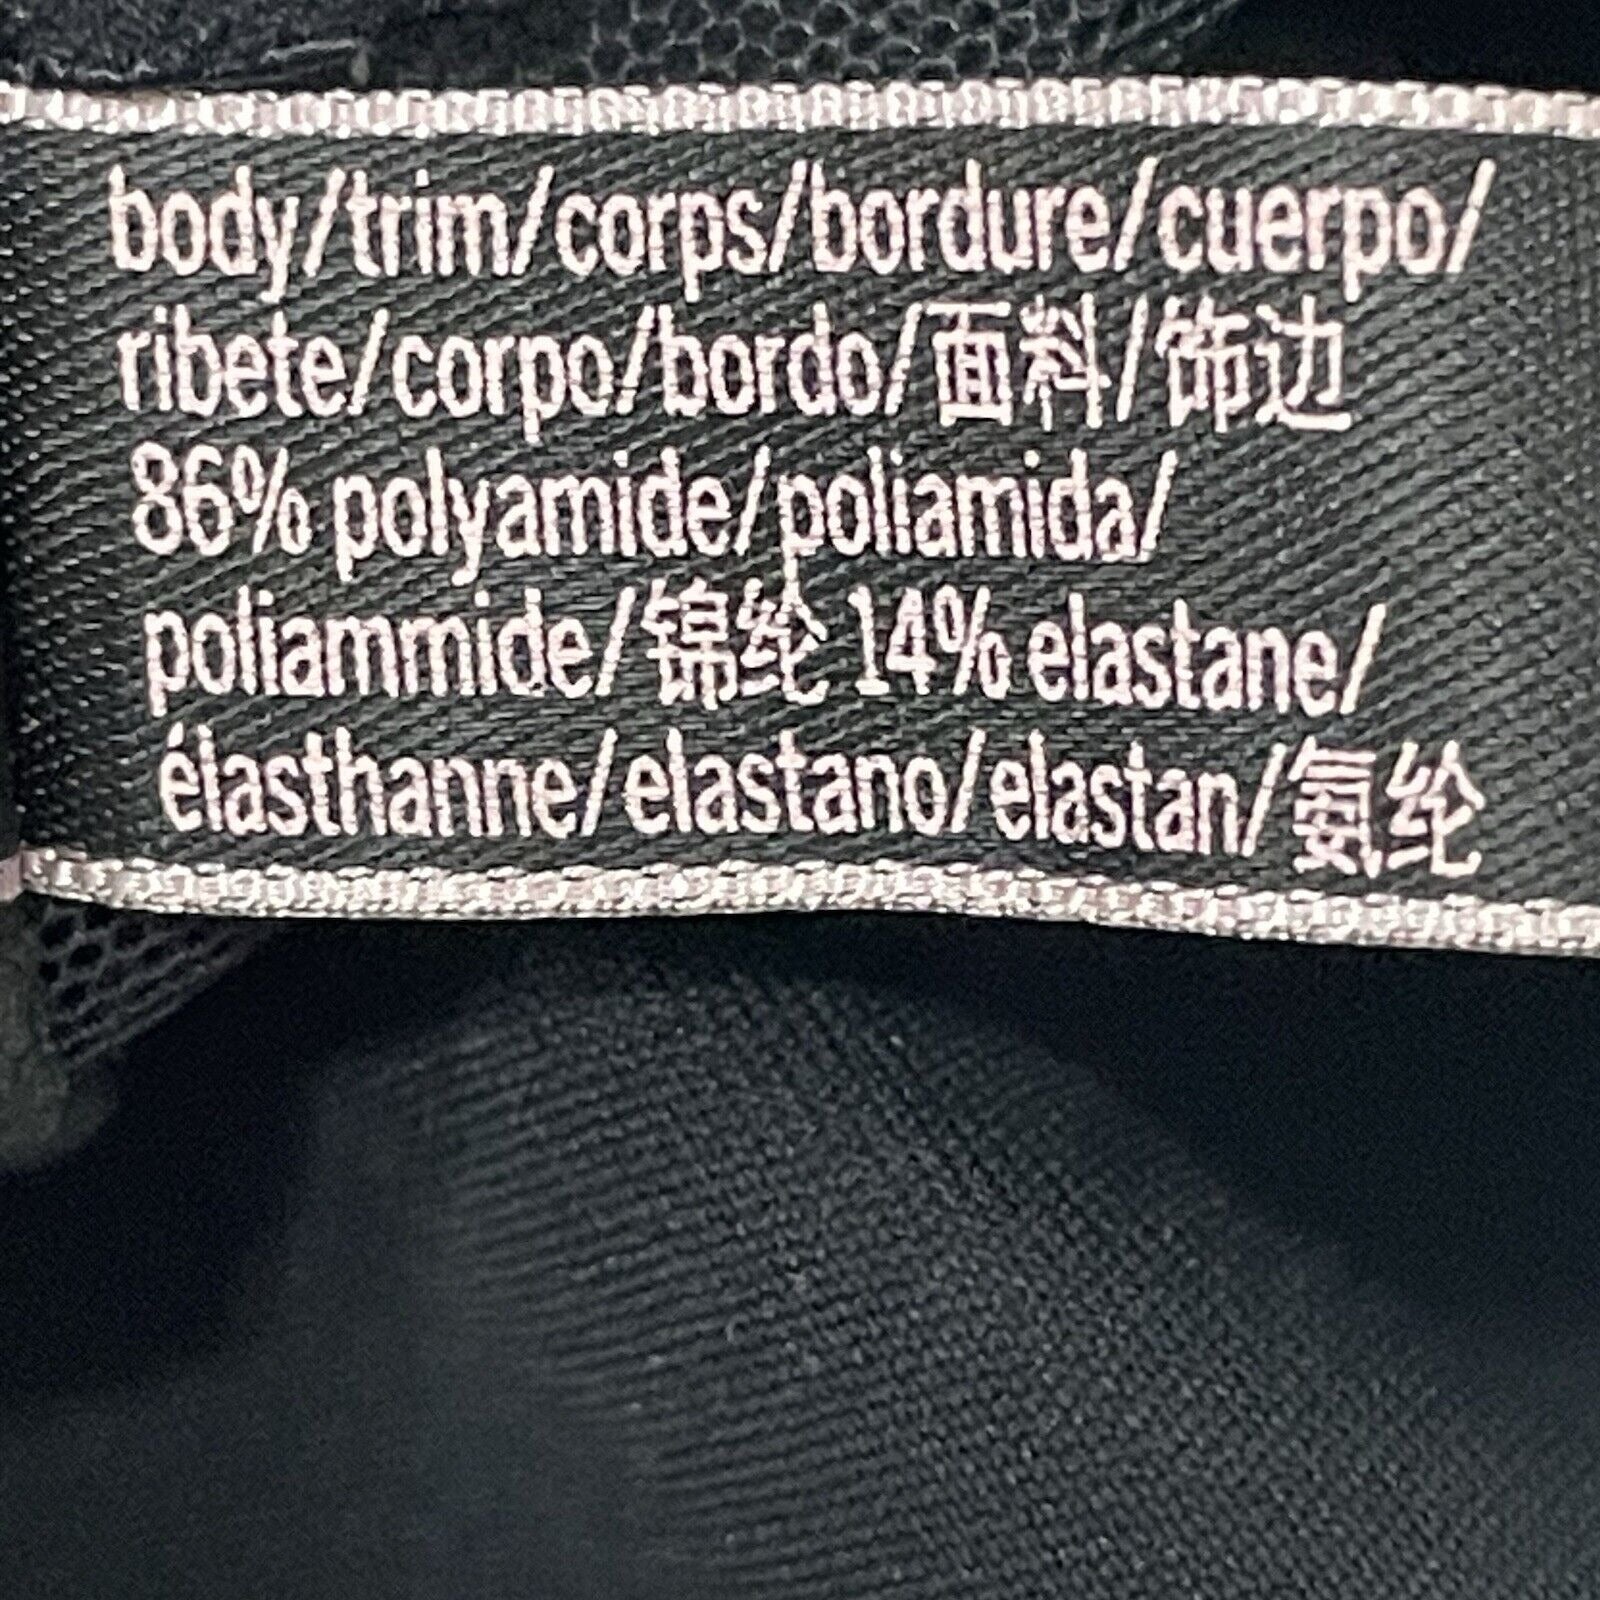 body/trim/corps/bordure/cuerpo/
ribete/corpo/bordo/面料/饰边
86% polyamide/poliamida/
poliammide/锦纶 14% elastane/
élasthanne/elastano/elastan/氨纶